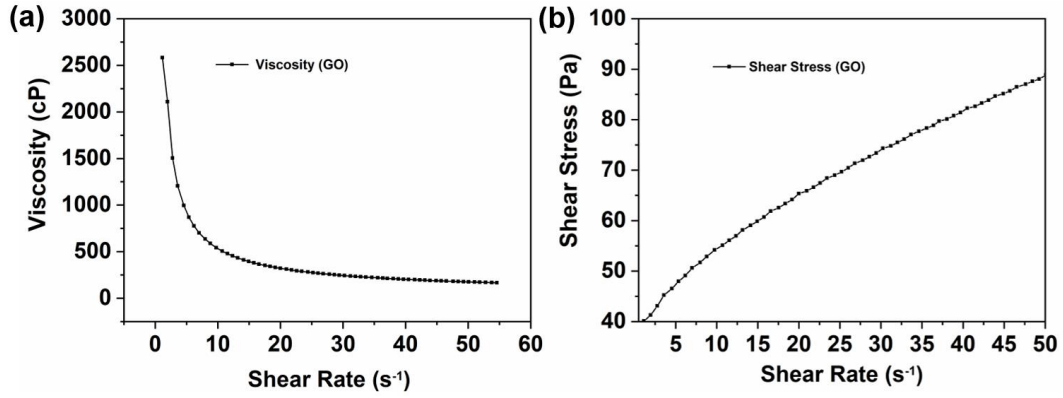 (a)
3000
2500
2000
1500
1000
500
0
Viscosity (cP)
Viscosity (GO)
0 10 20 30 40 50 60
Shear Rate (s-1)
(b)
100
90
80
70
60
50
40
Shear Stress (Pa)
Shear Stress (GO)
5 10 15 20 25 30 35 40 45 50
Shear Rate (s-1)